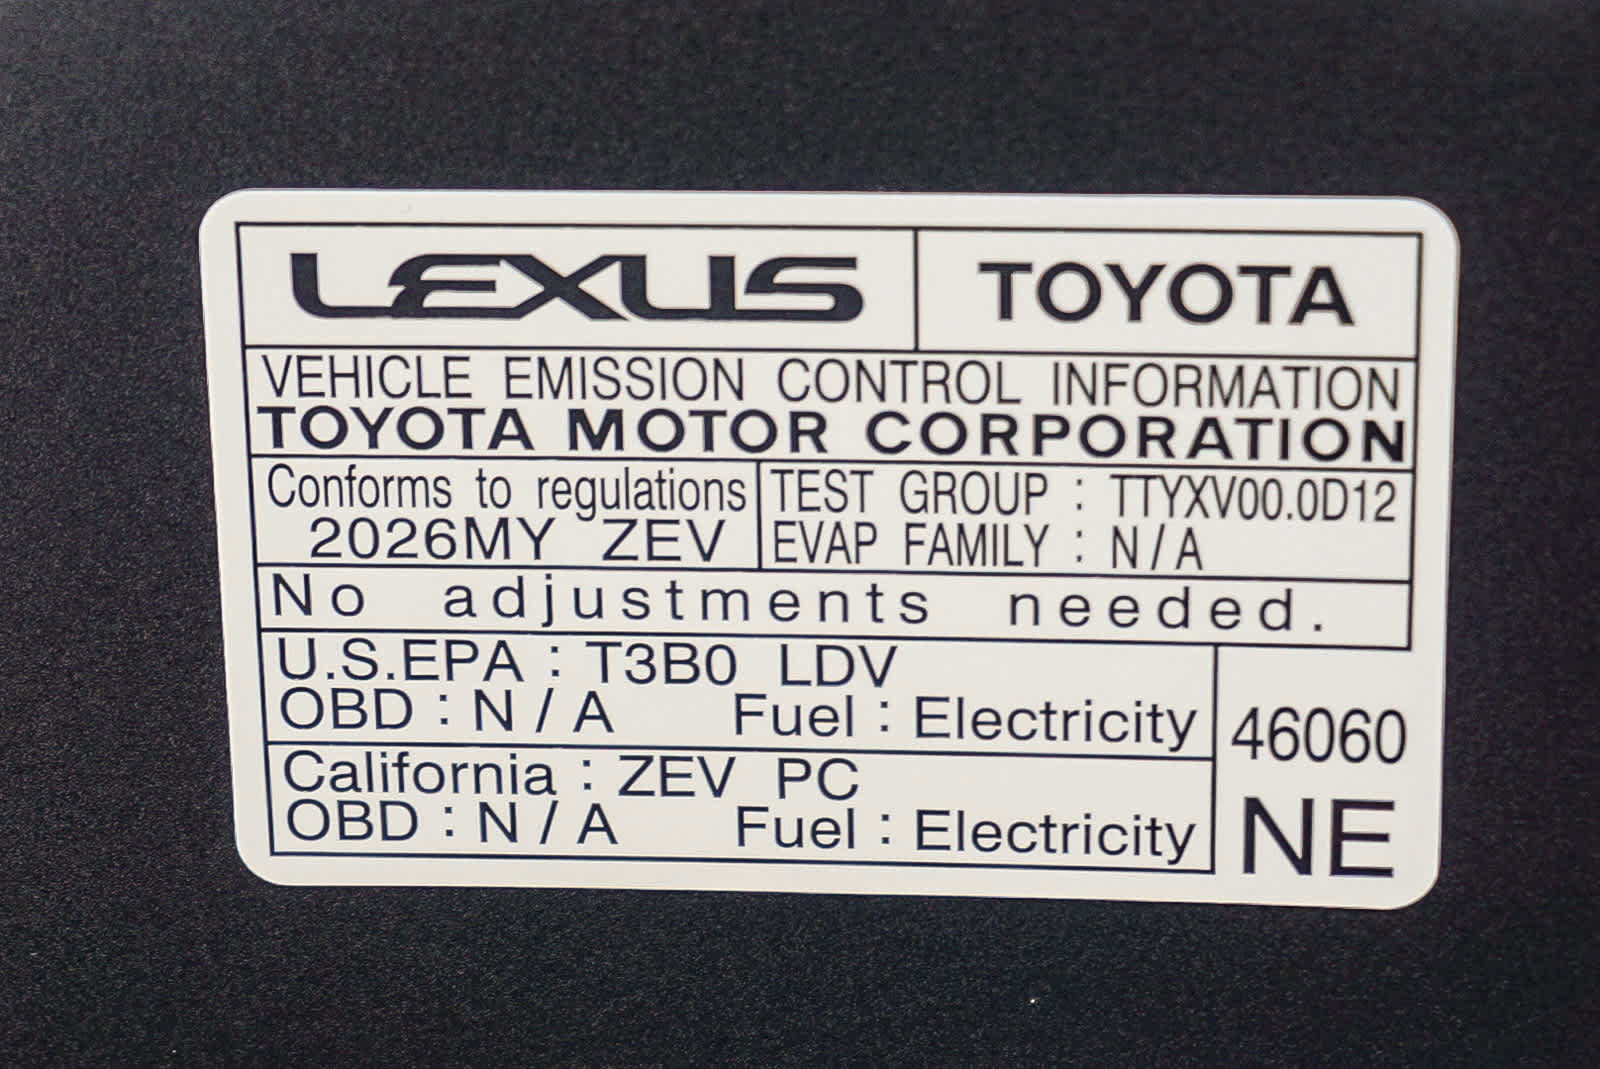 LEXUS TOYOTA
VEHICLE EMISSION CONTROL INFORMATION
TOYOTA MOTOR CORPORATION
Conforms to regulations
2026MY ZEV
TEST GROUP : TTYXV00.0D12
EVAP FAMILY : N/A
No adjustments needed.
U.S.EPA : T3B0 LDV
OBD : N/A Fuel : Electricity
California : ZEV PC
OBD : N/A Fuel : Electricity
46060
NE